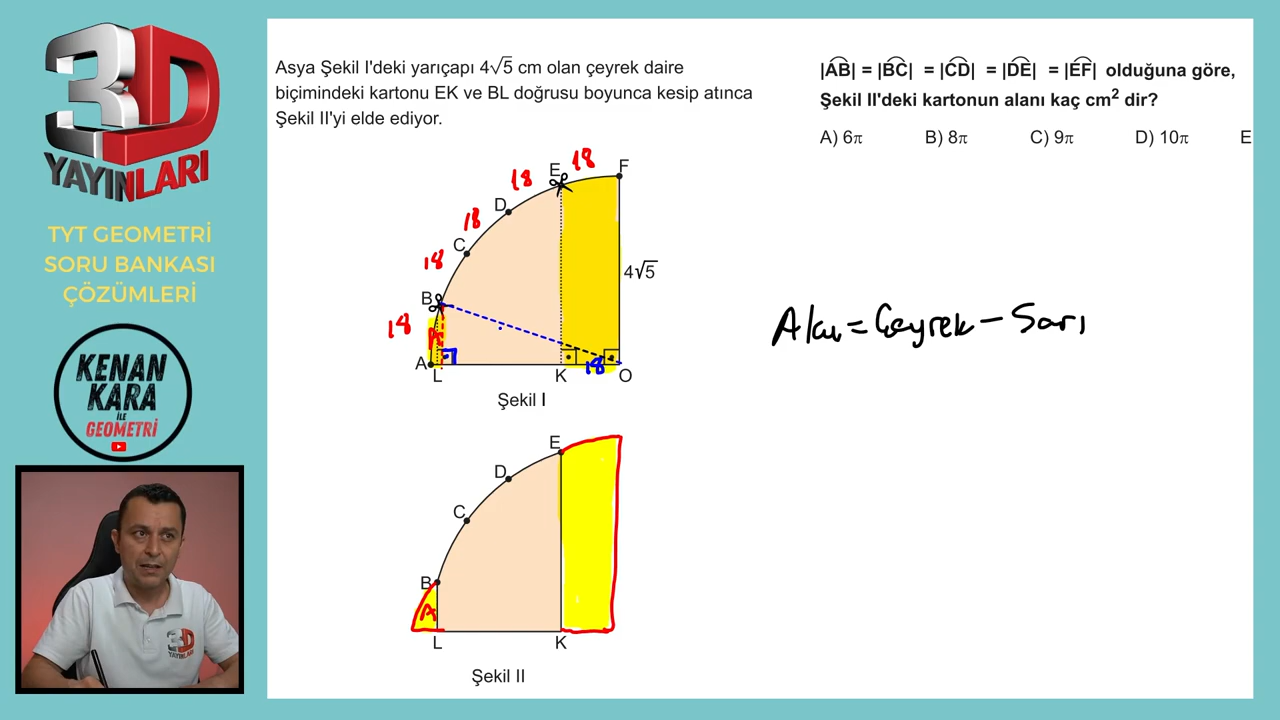 3D
YAYINLARI
TYT GEOMETRİ
SORU BANKASI
ÇÖZÜMLERİ
KENAN
KARA
İLE
GEOMETRİ
3D
YAYINLARI
Asya Şekil I'deki yarıçapı 4√5 cm olan çeyrek daire
biçimindeki kartonu EK ve BL doğrusu boyunca kesip atınca
Şekil II'yi elde ediyor.
18
E
F
18
D
18
C
18
4√5
B
18
A
A
L
K
18
O
Şekil I
E
D
C
B
A
L
K
Şekil II
|AB| = |BC| = |CD| = |DE| = |EF| olduğuna göre,
Şekil II'deki kartonun alanı kaç cm² dir?
A) 6π B) 8π C) 9π D) 10π E
= Çeyrek – Sarı